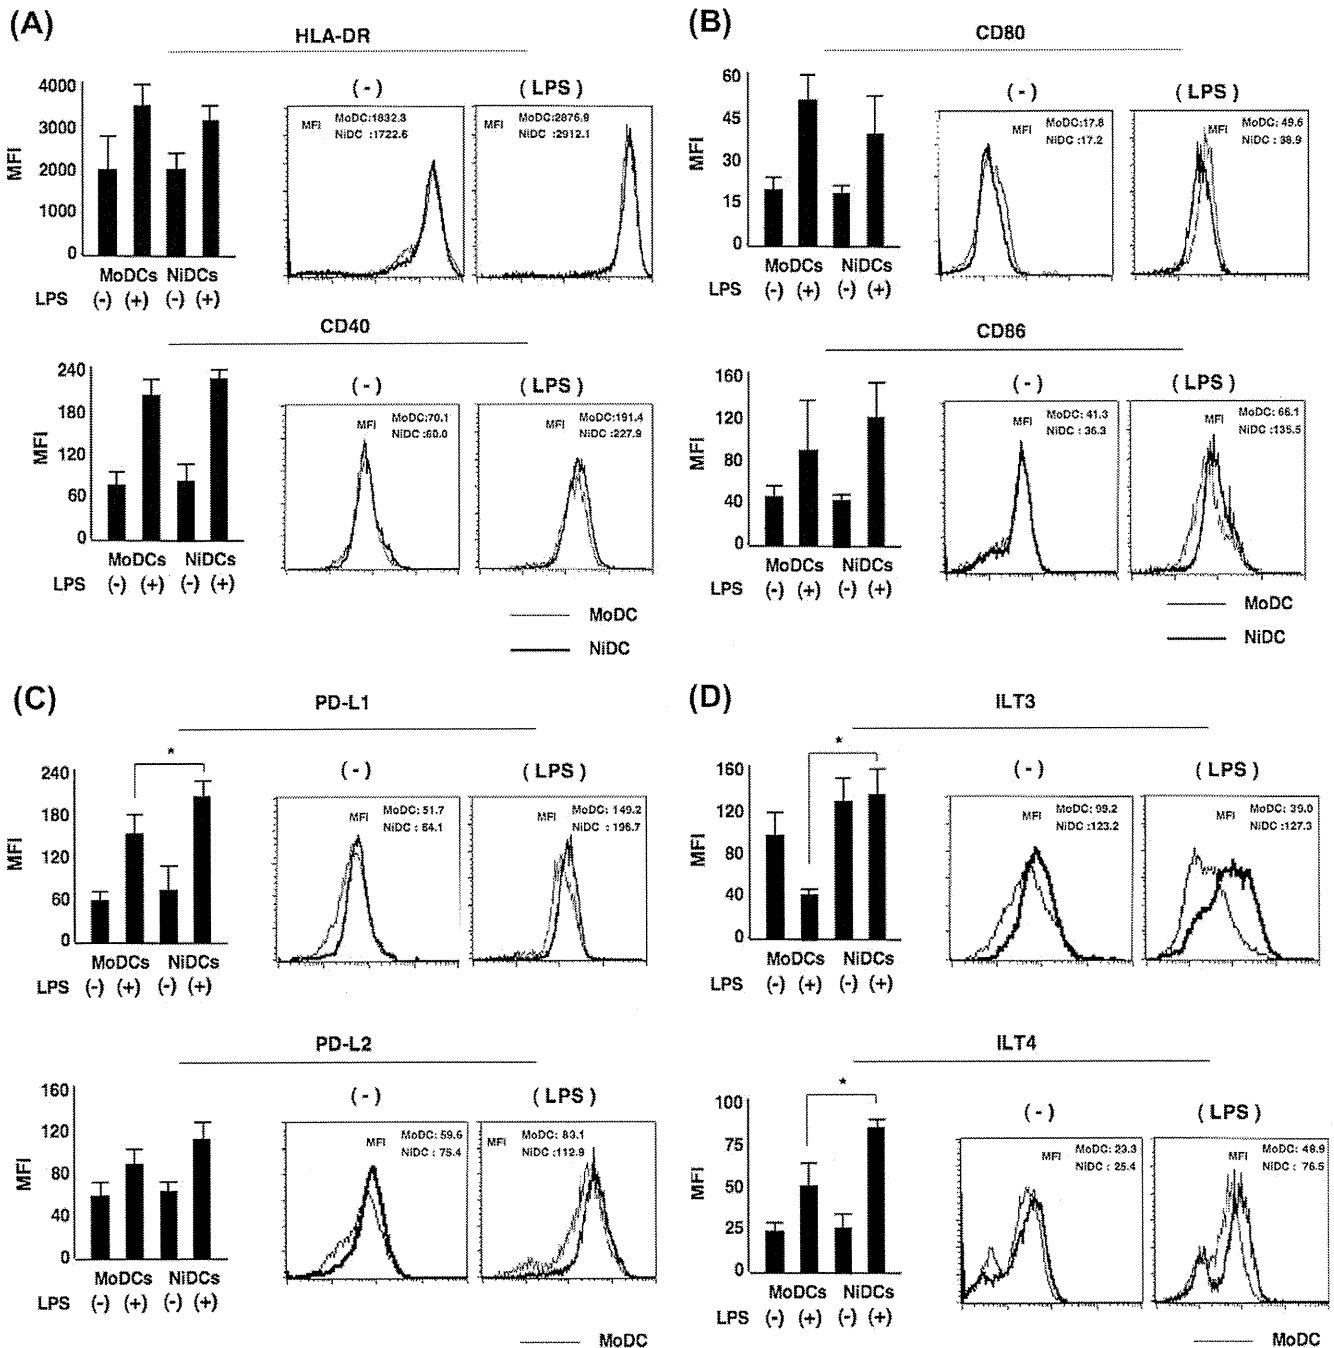 (A)
HLA-DR
4000
3000
2000
1000
0
MFI
MoDCs NiDCs
LPS (-) (+) (-) (+)
(-)
MFI MoDC:1832.3
NiDC :1722.6
(LPS)
MFI MoDC:2876.9
NiDC :2912.1
CD40
240
180
120
60
0
MFI
MoDCs NiDCs
LPS (-) (+) (-) (+)
(-)
MFI MoDC:70.1
NiDC:60.0
(LPS)
MFI MoDC:191.4
NiDC :227.9
MoDC
NiDC
(B)
CD80
60
45
30
15
0
MFI
MoDCs NiDCs
LPS (-) (+) (-) (+)
(-)
MFI MoDC:17.8
NiDC :17.2
(LPS)
MFI MoDC: 49.6
NiDC : 38.9
CD86
160
120
80
40
0
MFI
MoDCs NiDCs
LPS (-) (+) (-) (+)
(-)
MFI MoDC: 41.3
NiDC : 36.3
(LPS)
MFI MoDC: 66.1
NiDC :135.5
MoDC
NiDC
(C)
PD-L1
*
240
180
120
60
0
MFI
MoDCs NiDCs
LPS (-) (+) (-) (+)
(-)
MFI MoDC: 51.7
NiDC : 64.1
(LPS)
MFI MoDC: 149.2
NiDC : 196.7
PD-L2
160
120
80
40
0
MFI
MoDCs NiDCs
LPS (-) (+) (-) (+)
(-)
MFI MoDC: 59.6
NiDC: 75.4
(LPS)
MFI MoDC: 83.1
NiDC :112.9
MoDC
(D)
ILT3
*
160
120
80
40
0
MFI
MoDCs NiDCs
LPS (-) (+) (-) (+)
(-)
MFI MoDC: 99.2
NiDC :123.2
(LPS)
MFI MoDC: 39.0
NiDC :127.3
ILT4
*
100
75
50
25
0
MFI
MoDCs NiDCs
LPS (-) (+) (-) (+)
(-)
MFI MoDC: 23.3
NiDC : 25.4
(LPS)
MFI MoDC: 48.9
NiDC : 76.5
MoDC